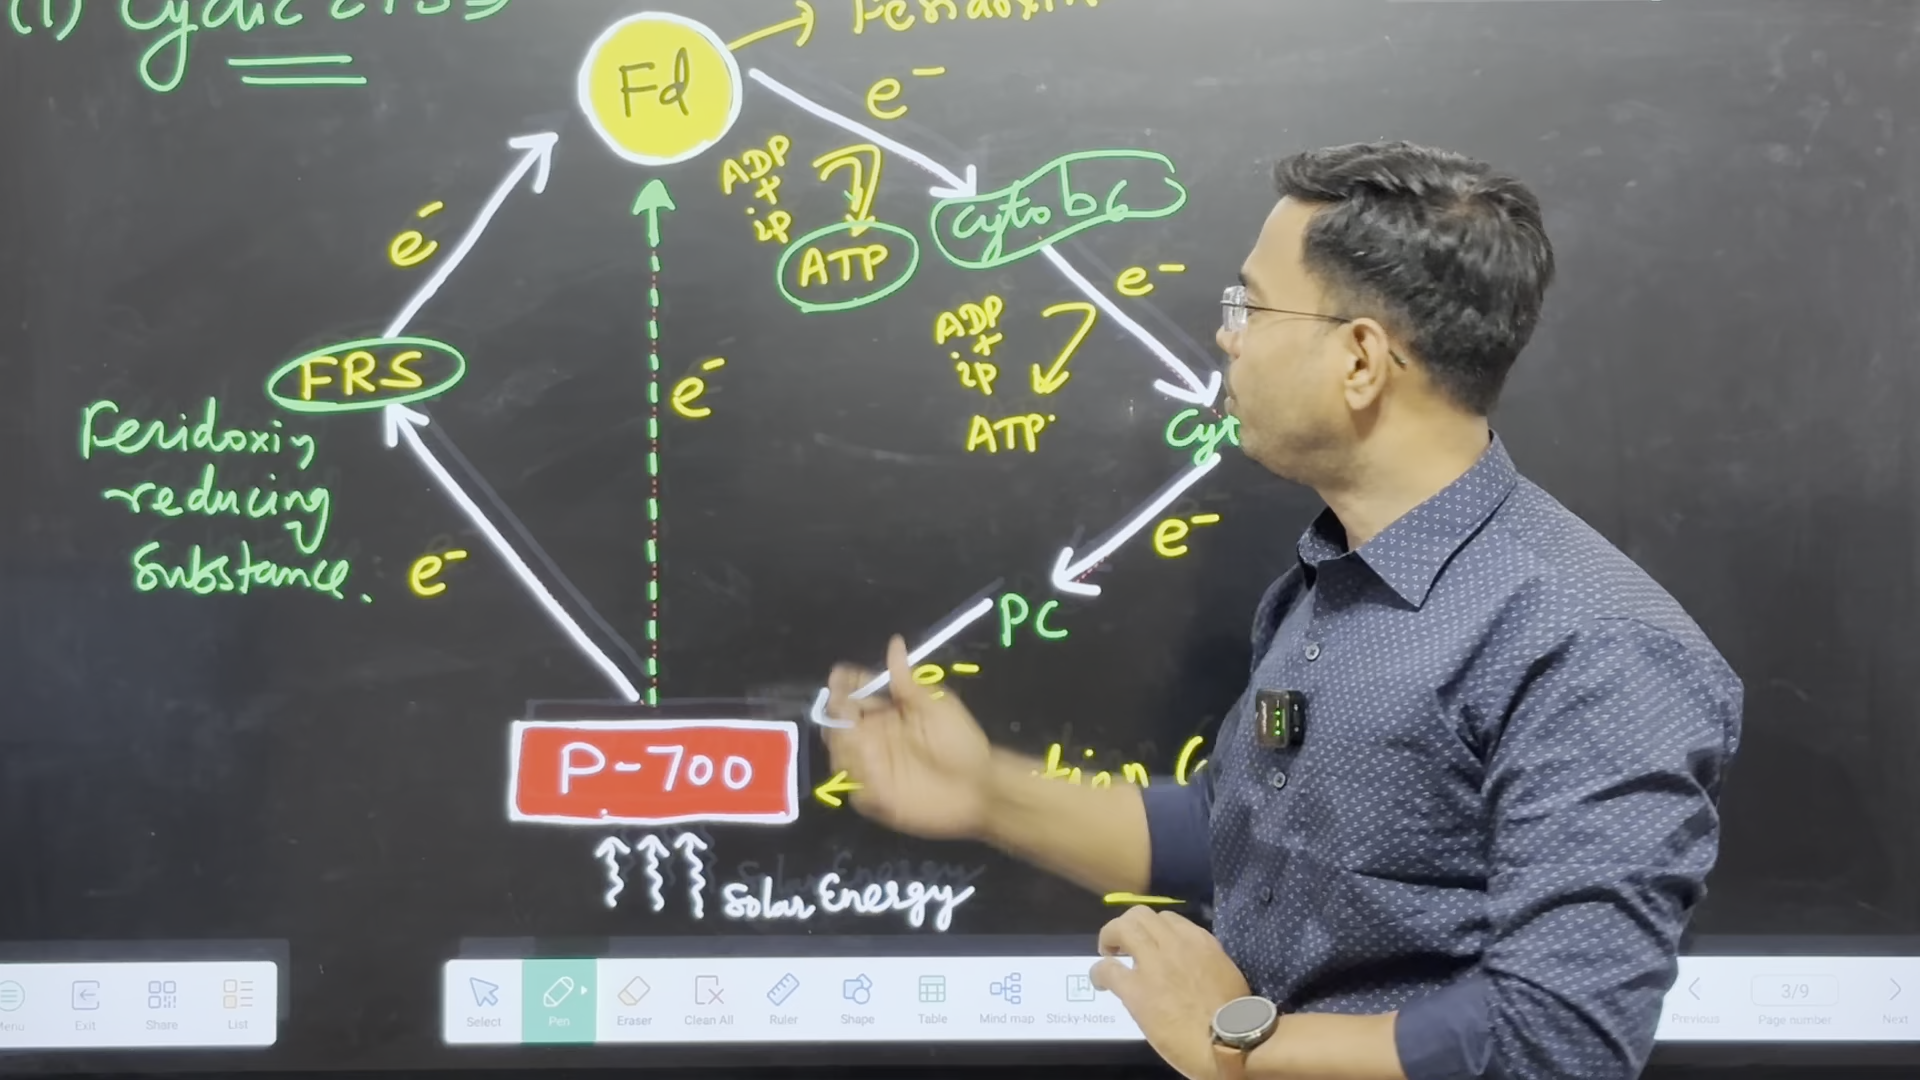 (1) Cyclic ETS
Fd
e⁻
ADP
+
ip
ATP
Cyto b6
e⁻
e⁻
ADP
+
ip
ATP
FRS
e⁻
Feridoxin
reducing
Substance.
e⁻
e⁻
PC
e⁻
P-700
Solar Energy
Exit
Share
List
Select
Pen
Eraser
Clean All
Ruler
Shape
Table
Mind map
Sticky-Notes
Previous
3/9
Page number
Next